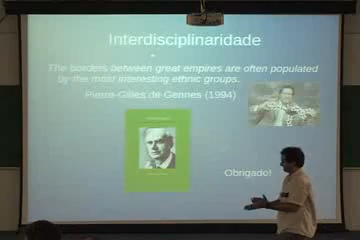 Interdisciplinaridade
The borders between great empires are often populated
by the most interesting ethnic groups.
Pierre-Gilles de Gennes (1994)
Obrigado!